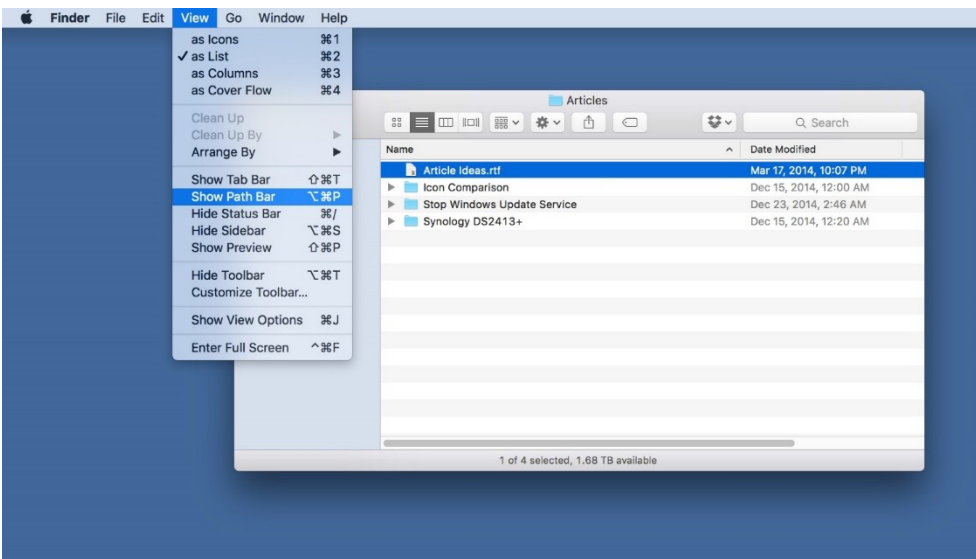 Finder File Edit View Go Window Help
as Icons ⌘1
✓ as List ⌘2
as Columns ⌘3
as Cover Flow ⌘4
Clean Up
Clean Up By ▶
Arrange By ▶
Show Tab Bar ⇧⌘T
Show Path Bar ⌥⌘P
Hide Status Bar ⌘/
Hide Sidebar ⌥⌘S
Show Preview ⇧⌘P
Hide Toolbar ⌥⌘T
Customize Toolbar...
Show View Options ⌘J
Enter Full Screen ^⌘F
Articles
Search
Name Date Modified
Article Ideas.rtf Mar 17, 2014, 10:07 PM
Icon Comparison Dec 15, 2014, 12:00 AM
Stop Windows Update Service Dec 23, 2014, 2:46 AM
Synology DS2413+ Dec 15, 2014, 12:20 AM
1 of 4 selected, 1.68 TB available